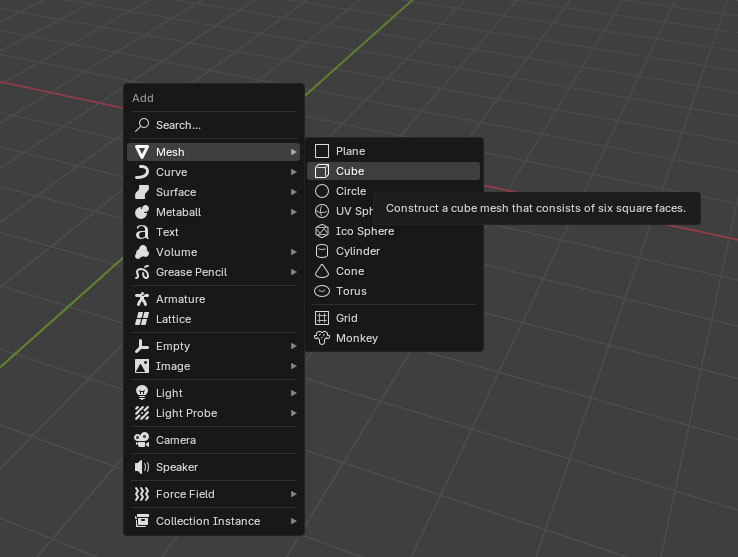 Add
Search...
Mesh
Curve
Surface
Metaball
Text
Volume
Grease Pencil
Armature
Lattice
Empty
Image
Light
Light Probe
Camera
Speaker
Force Field
Collection Instance
Plane
Cube
Circle
UV Sph
Ico Sphere
Cylinder
Cone
Torus
Grid
Monkey
Construct a cube mesh that consists of six square faces.